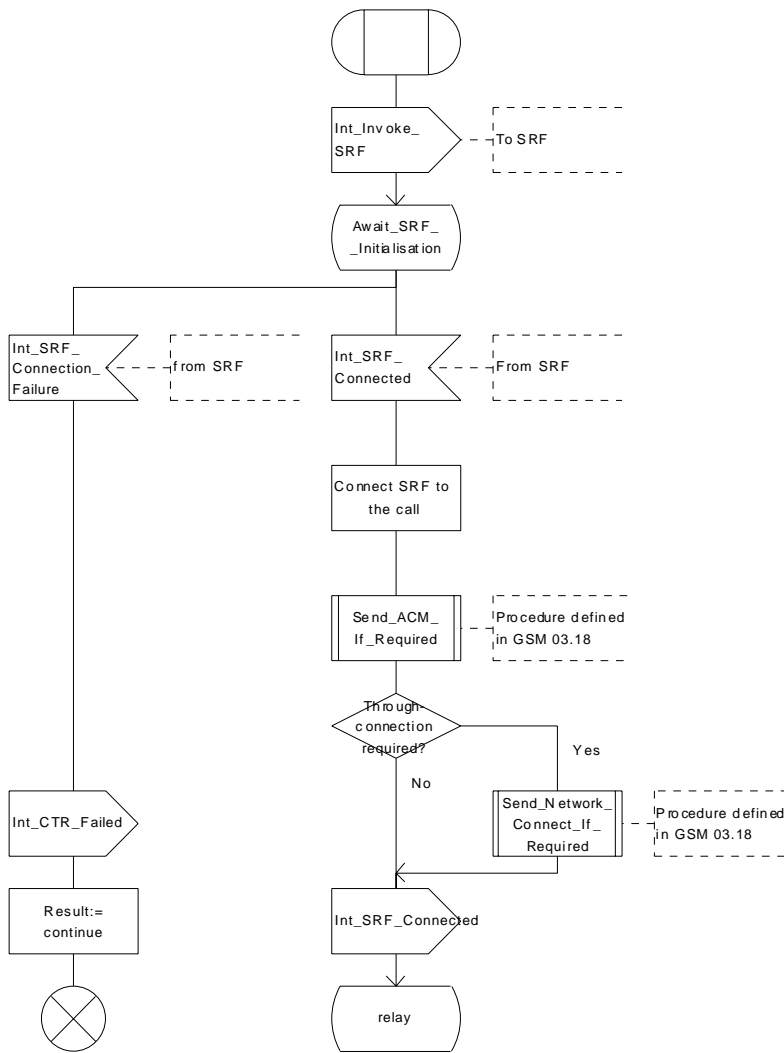 Int_Invoke_
SRF
To SRF
Await_SRF_
_Initialisation
Int_SRF_
Connection_
Failure
from SRF
Int_SRF_
Connected
From SRF
Connect SRF to
the call
Send_ACM_
If_Required
Procedure defined
in GSM 03.18
Through-
connection
required?
Yes
No
Int_CTR_Failed
Send_Network_
Connect_If_
Required
Procedure defined
in GSM 03.18
Result:=
continue
Int_SRF_Connected
relay